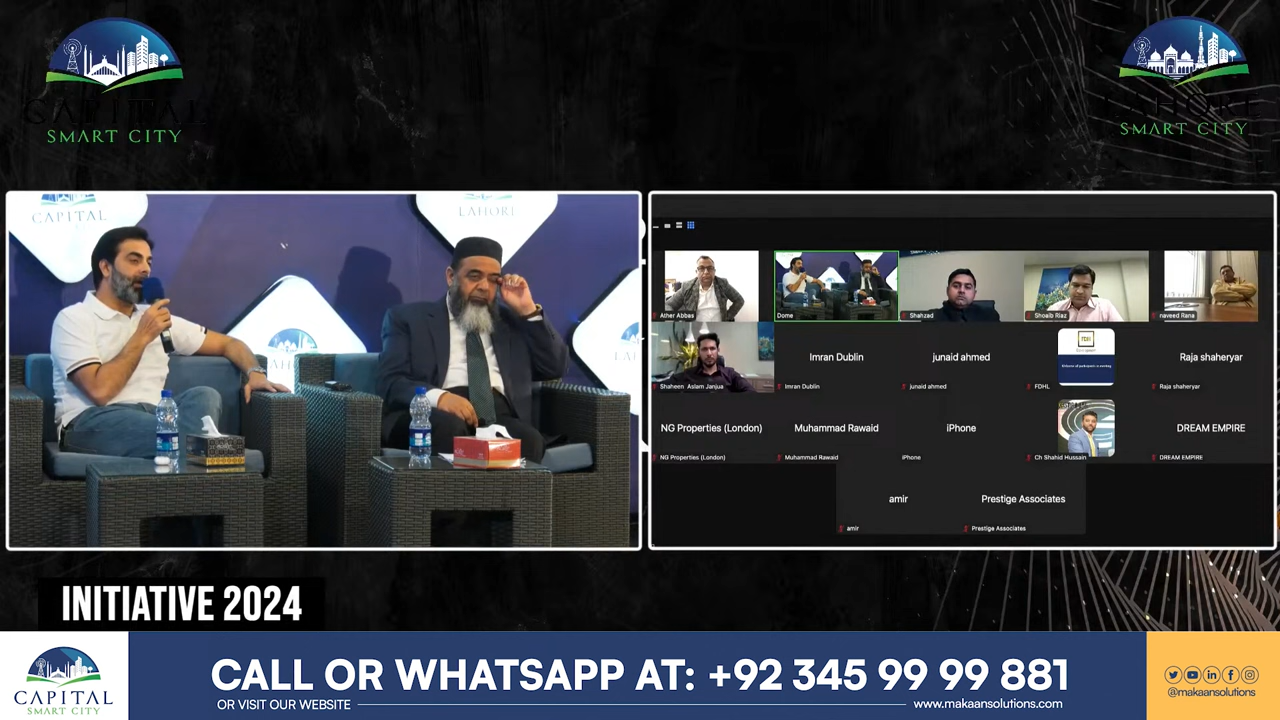 CAPITAL
SMART CITY
LAHORE
SMART CITY
CAPITAL
LAHORE
Ather Abbas
Dome
Shahzad
Shoaib Riaz
naveed Rana
Shaheen Aslam Janjua
Imran Dublin
Imran Dublin
junaid ahmed
junaid ahmed
FDHL
Raja shaheryar
Raja shaheryar
NG Properties (London)
NG Properties (London)
Muhammad Rawaid
Muhammad Rawaid
iPhone
iPhone
Ch Shahid Hussain
DREAM EMPIRE
DREAM EMPIRE
amir
amir
Prestige Associates
Prestige Associates
INITIATIVE 2024
CAPITAL
SMART CITY
CALL OR WHATSAPP AT: +92 345 99 99 881
OR VISIT OUR WEBSITE
www.makaansolutions.com
@makaansolutions